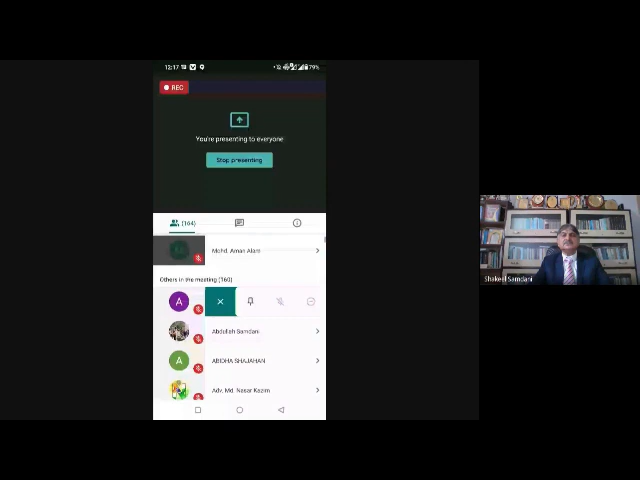 12:17
79%
REC
You're presenting to everyone
Stop presenting
(164)
Mohd. Aman Alam
Others in the meeting (160)
A
Abdullah Samdani
A
ABIDHA SHAJAHAN
Adv. Md. Nasar Kazim
Shakeel Samdani